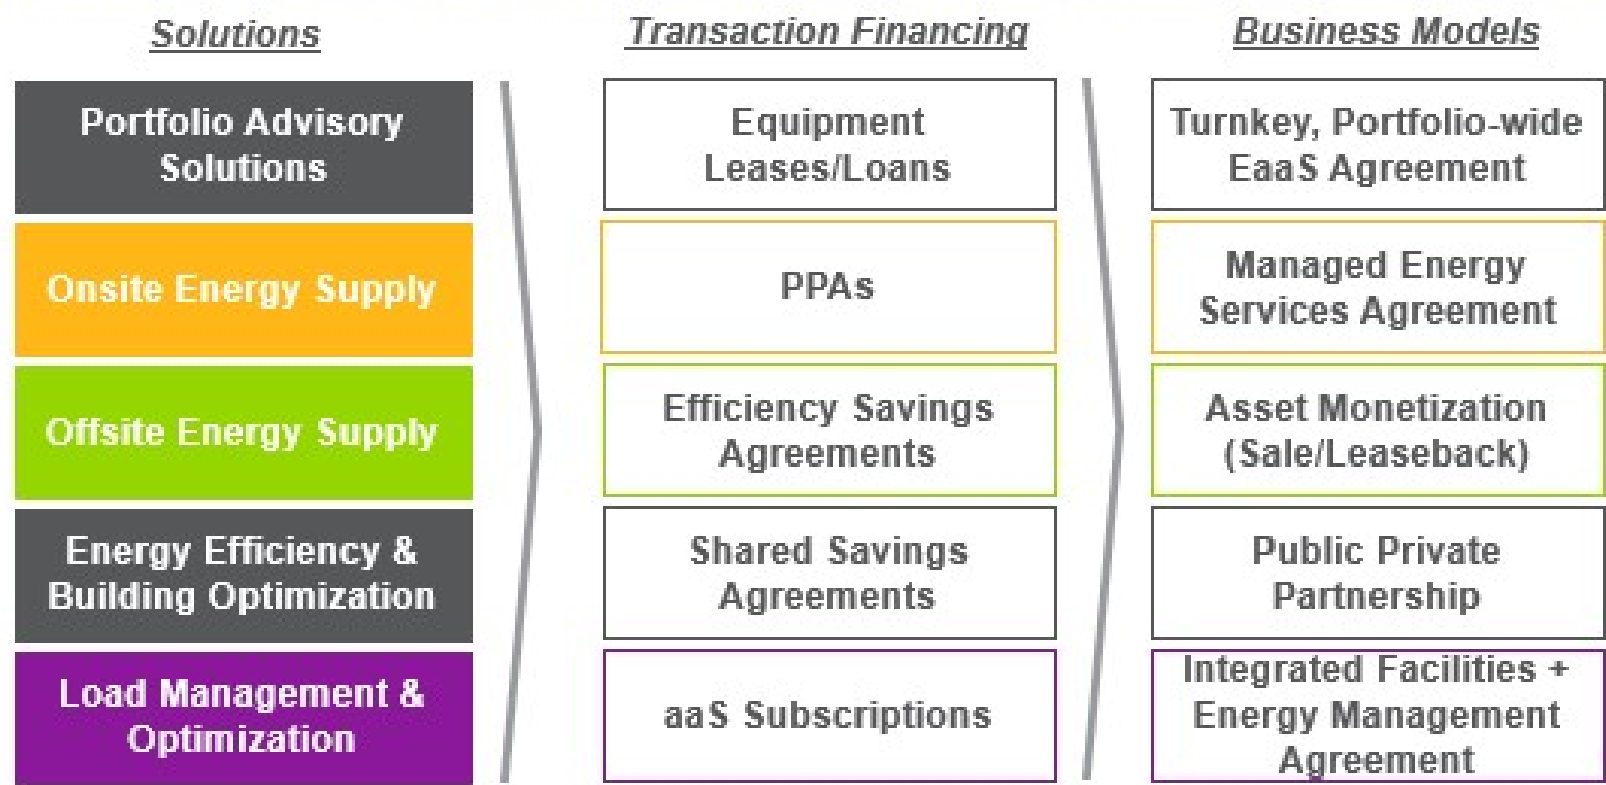 Solutions
Portfolio Advisory
Solutions
Onsite Energy Supply
Offsite Energy Supply
Energy Efficiency &
Building Optimization
Load Management &
Optimization
Transaction Financing
Equipment
Leases/Loans
PPAs
Efficiency Savings
Agreements
Shared Savings
Agreements
aaS Subscriptions
Business Models
Turnkey, Portfolio-wide
EaaS Agreement
Managed Energy
Services Agreement
Asset Monetization
(Sale/Leaseback)
Public Private
Partnership
Integrated Facilities +
Energy Management
Agreement